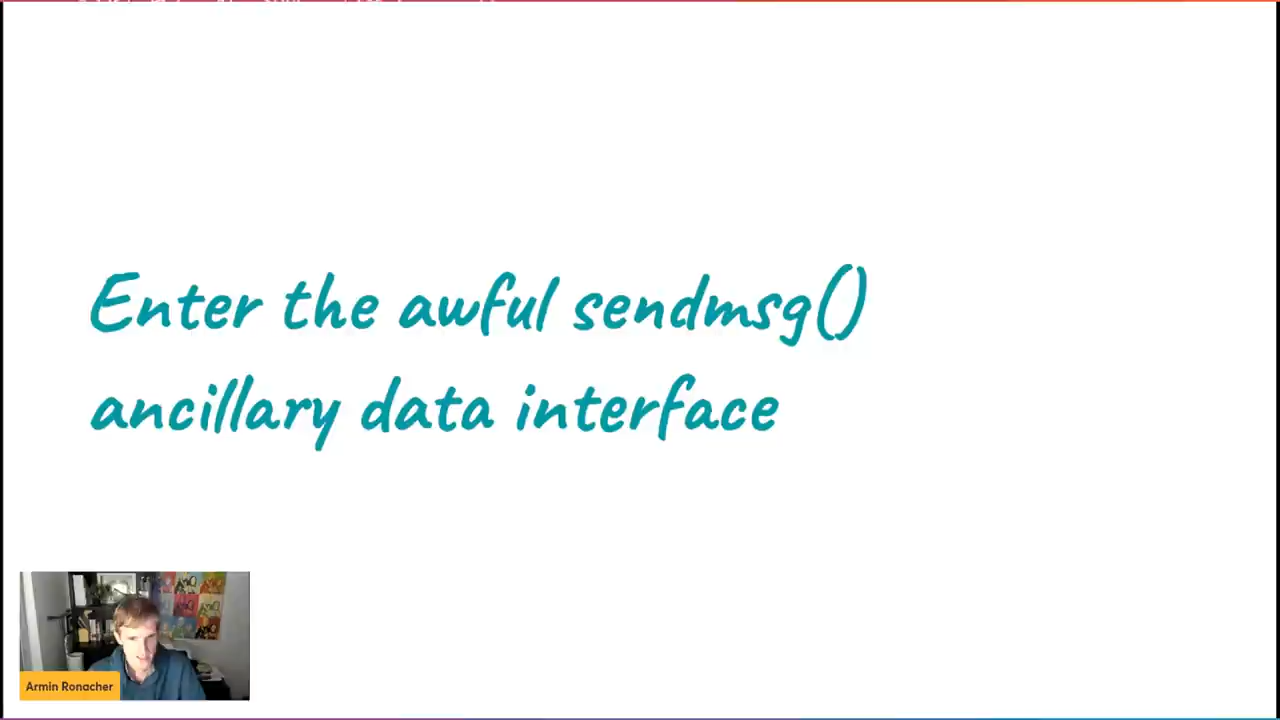 Enter the awful sendmsg()
ancillary data interface
Armin Ronacher